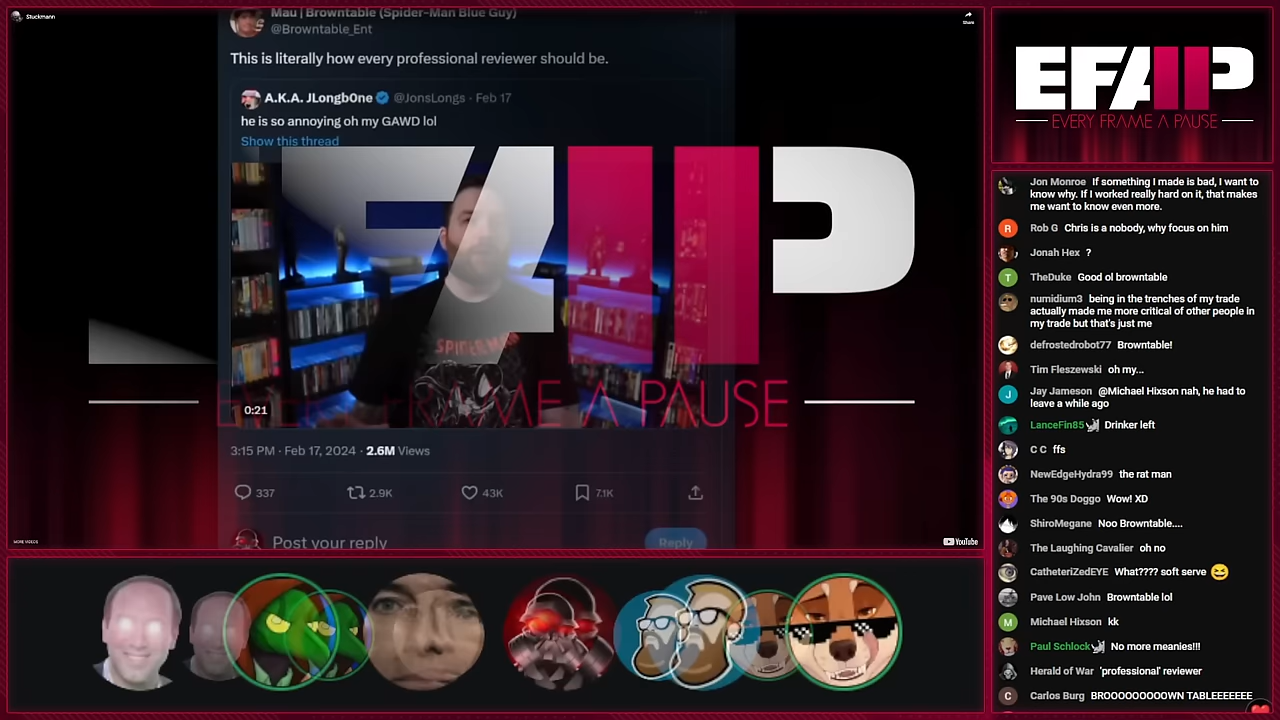 Stuckmann
Share
Mau | Browntable (Spider-Man Blue Guy)
@Browntable_Ent
This is literally how every professional reviewer should be.
A.K.A. JLongb0ne @JonsLongs · Feb 17
he is so annoying oh my GAWD lol
Show this thread
SPIDER-MAN
0:21
EFAP
EVERY FRAME A PAUSE
3:15 PM · Feb 17, 2024 · 2.6M Views
337
2.9K
43K
7.1K
Post your reply
Reply
MORE VIDEOS
YouTube
EFAP
EVERY FRAME A PAUSE
Jon Monroe If something I made is bad, I want to
know why. If I worked really hard on it, that makes
me want to know even more.
Rob G Chris is a nobody, why focus on him
Jonah Hex ?
TheDuke Good ol browntable
numidium3 being in the trenches of my trade
actually made me more critical of other people in
my trade but that's just me
defrostedrobot77 Browntable!
Tim Fleszewski oh my...
Jay Jameson @Michael Hixson nah, he had to
leave a while ago
LanceFin85 Drinker left
C C ffs
NewEdgeHydra99 the rat man
The 90s Doggo Wow! XD
ShiroMegane Noo Browntable....
The Laughing Cavalier oh no
CatheteriZedEYE What???? soft serve 😆
Pave Low John Browntable lol
Michael Hixson kk
Paul Schlock No more meanies!!!
Herald of War 'professional' reviewer
Carlos Burg BROOOOOOOOOWN TABLEEEEEEE